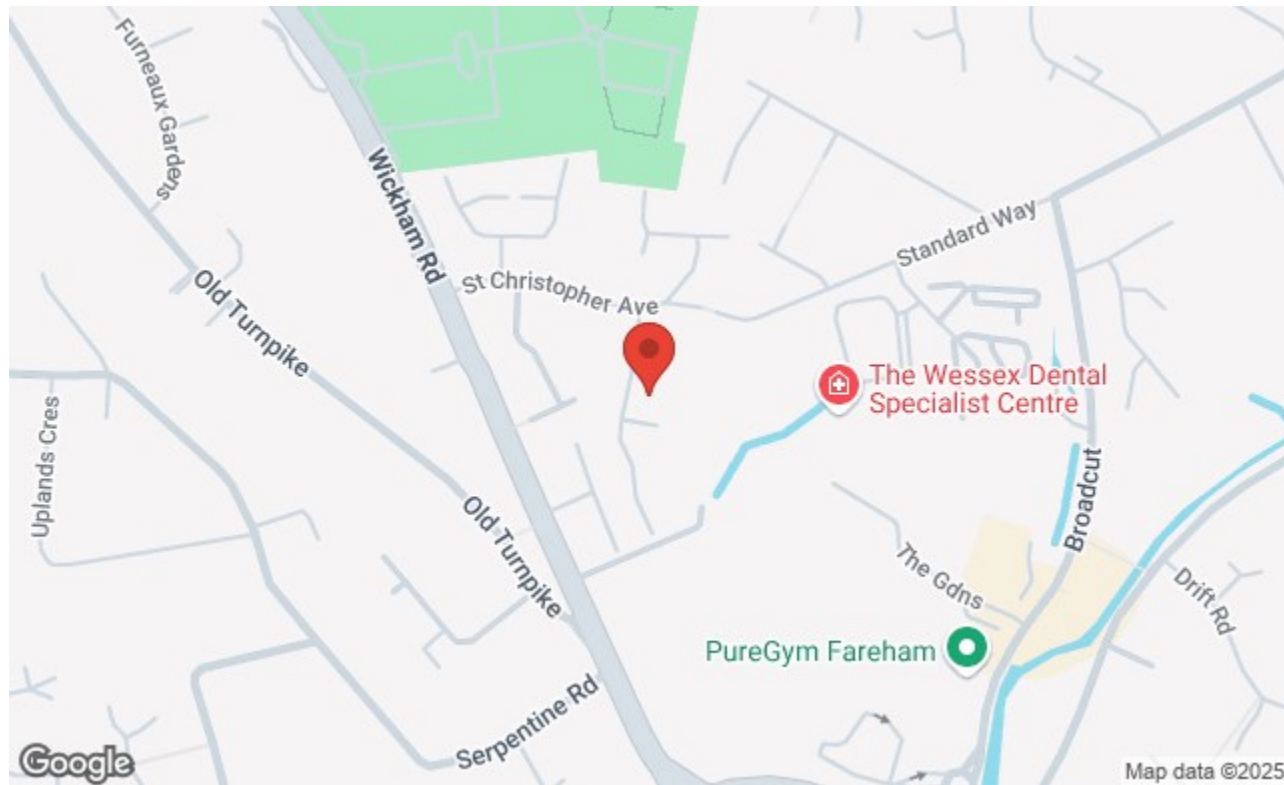 Furneaux Gardens
Wickham Rd
Standard Way
St Christopher Ave
Old Turnpike
The Wessex Dental
Specialist Centre
Uplands Cres
Broadcut
Old Turnpike
The Gdns
Drift Rd
PureGym Fareham
Serpentine Rd
Google
Map data ©2025